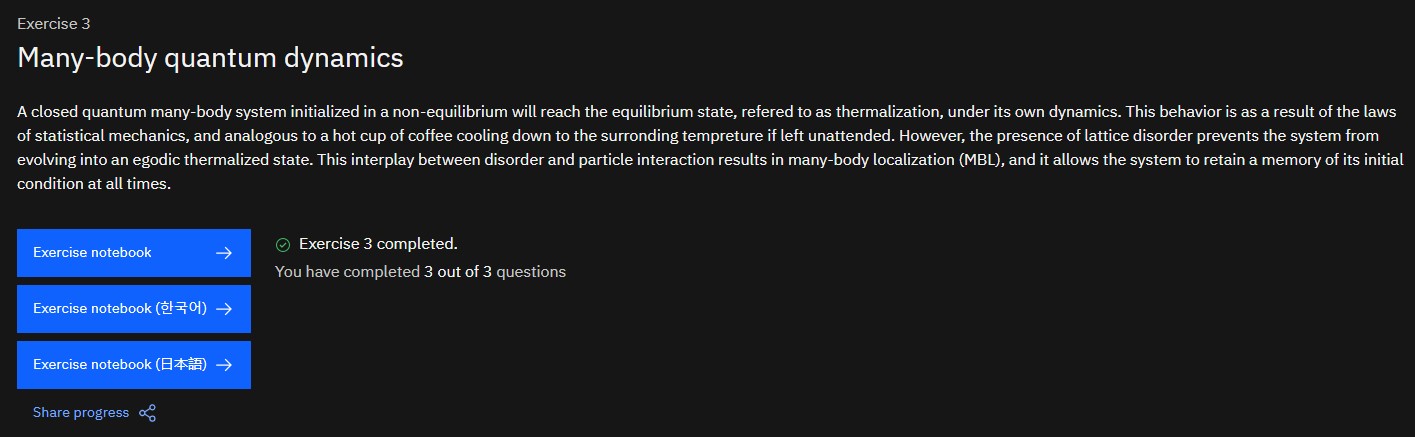 Exercise 3
Many-body quantum dynamics
A closed quantum many-body system initialized in a non-equilibrium will reach the equilibrium state, refered to as thermalization, under its own dynamics. This behavior is as a result of the laws
of statistical mechanics, and analogous to a hot cup of coffee cooling down to the surronding tempreture if left unattended. However, the presence of lattice disorder prevents the system from
evolving into an egodic thermalized state. This interplay between disorder and particle interaction results in many-body localization (MBL), and it allows the system to retain a memory of its initial
condition at all times.
Exercise notebook
Exercise 3 completed.
You have completed 3 out of 3 questions
Exercise notebook (한국어)
Exercise notebook (日本語)
Share progress